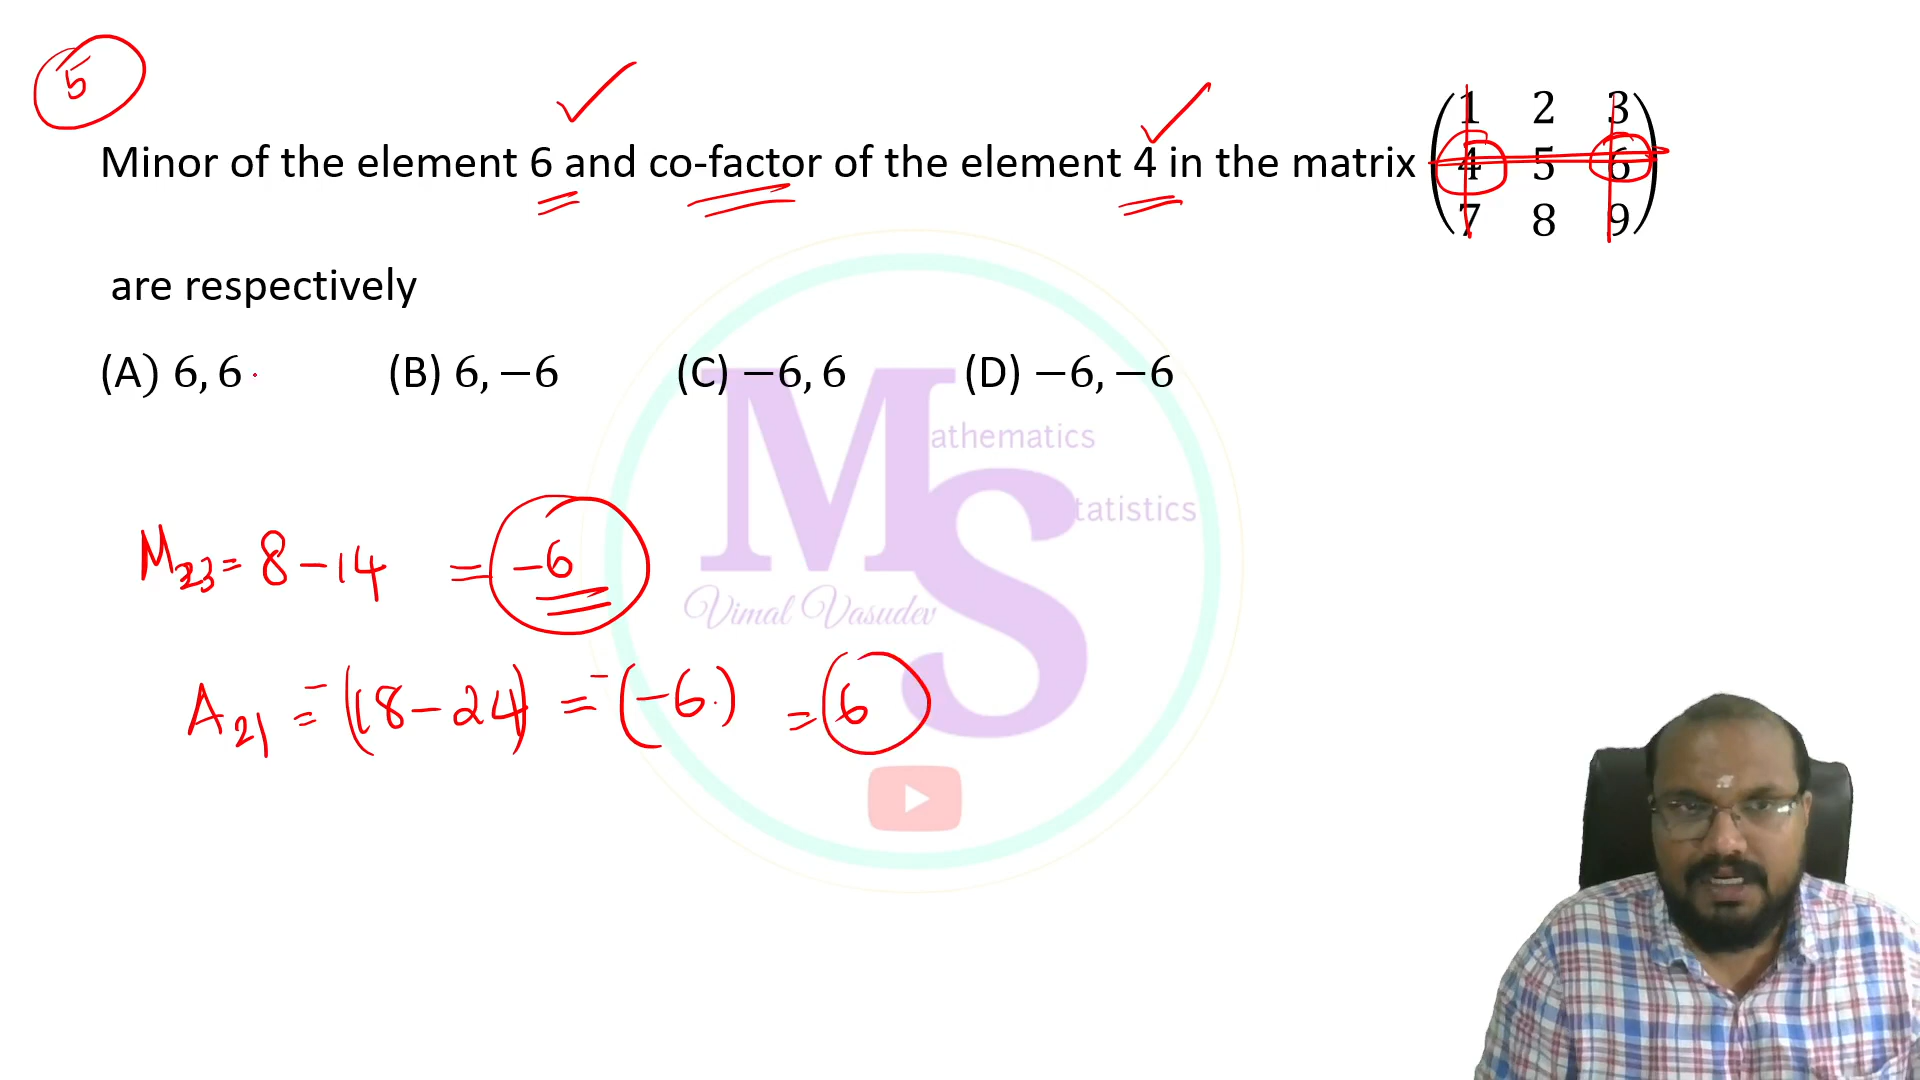 5
Minor of the element 6 and co-factor of the element 4 in the matrix
1 2 3
4 5 6
7 8 9
are respectively
(A) 6, 6 (B) 6, −6 (C) −6, 6 (D) −6, −6
Mathematics
Statistics
M₂₃ = 8 − 14 = −6
Vimal Vasudev
A₂₁ = −(18 − 24) = −(−6) = 6